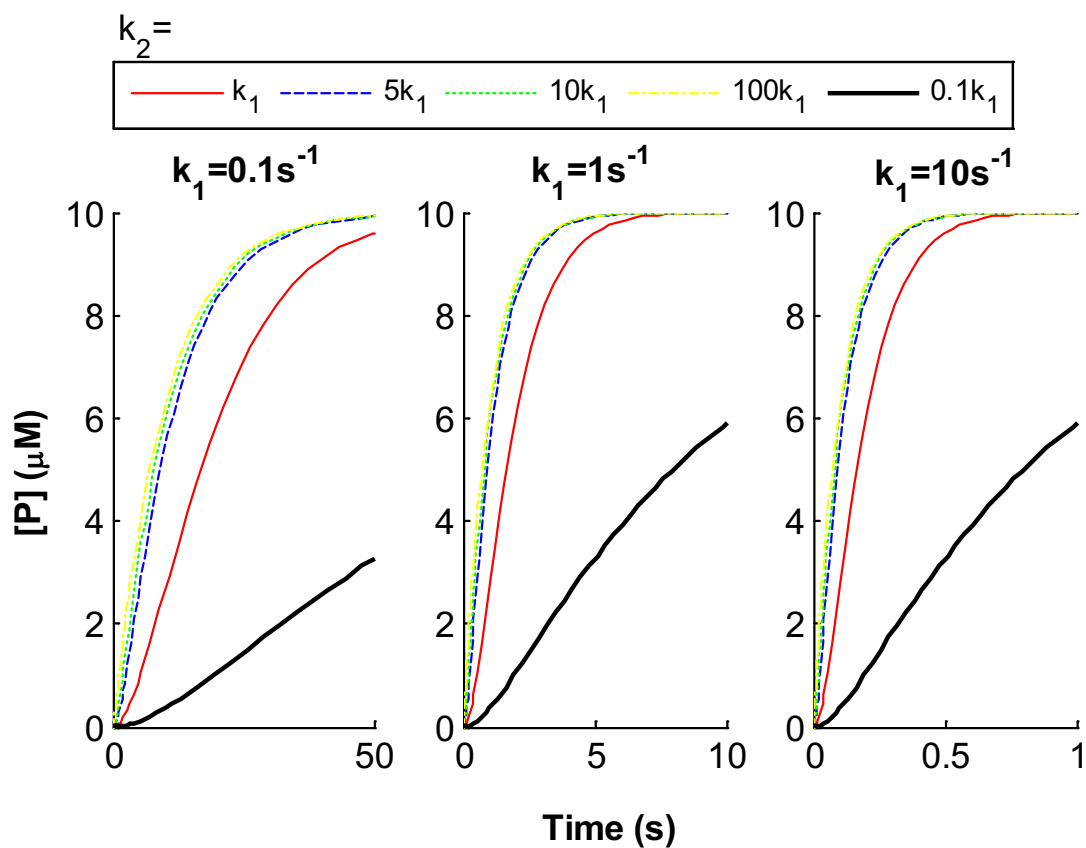 k₂=
k₁ 5k₁ 10k₁ 100k₁ 0.1k₁
k₁=0.1s⁻¹ k₁=1s⁻¹ k₁=10s⁻¹
10 10 10
8 8 8
6 6 6
4 4 4
2 2 2
0 0 0
0 50 0 5 10 0 0.5 1
[P] (μM)
Time (s)